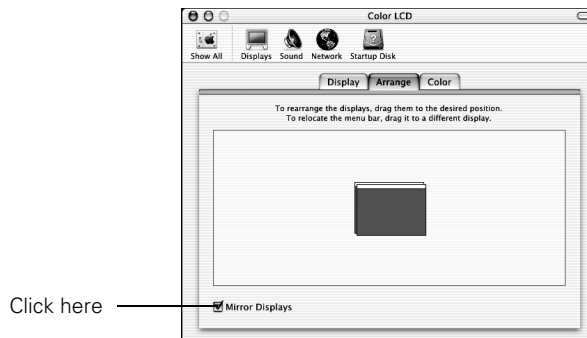 Color LCD
Show All Displays Sound Network Startup Disk
Display Arrange Color
To rearrange the displays, drag them to the desired position.
To relocate the menu bar, drag it to a different display.
Click here
Mirror Displays